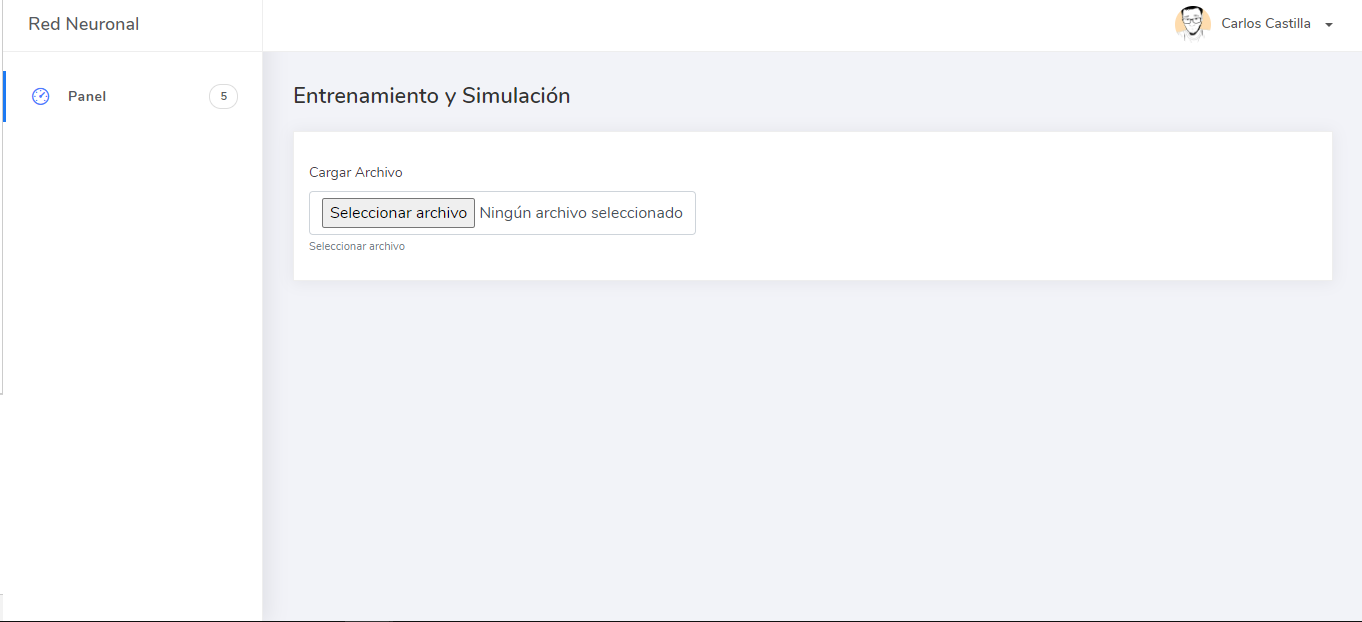 Red Neuronal
Carlos Castilla
Panel
5
Entrenamiento y Simulación
Cargar Archivo
Seleccionar archivo Ningún archivo seleccionado
Seleccionar archivo